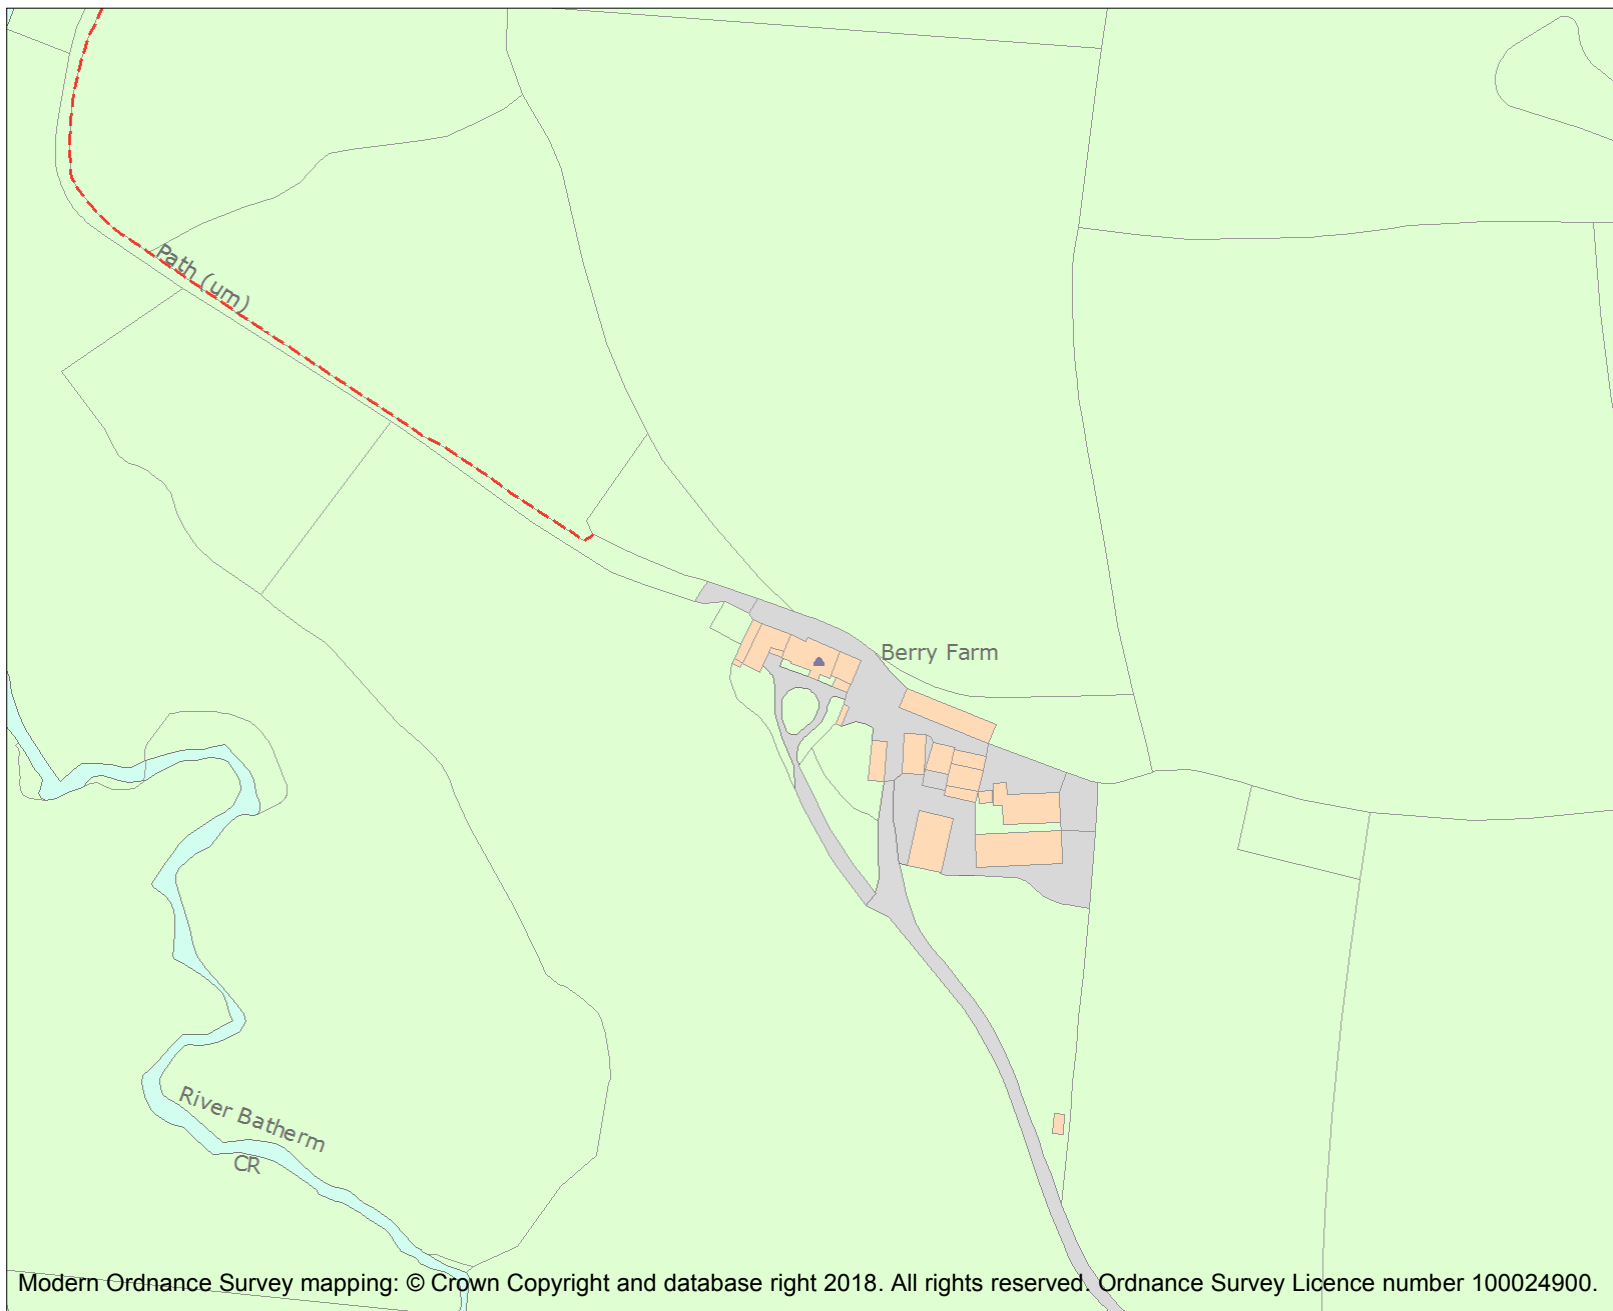 Path (um)
Berry Farm
River Batherm
CR
Modern Ordnance Survey mapping: © Crown Copyright and database right 2018. All rights reserved. Ordnance Survey Licence number 100024900.